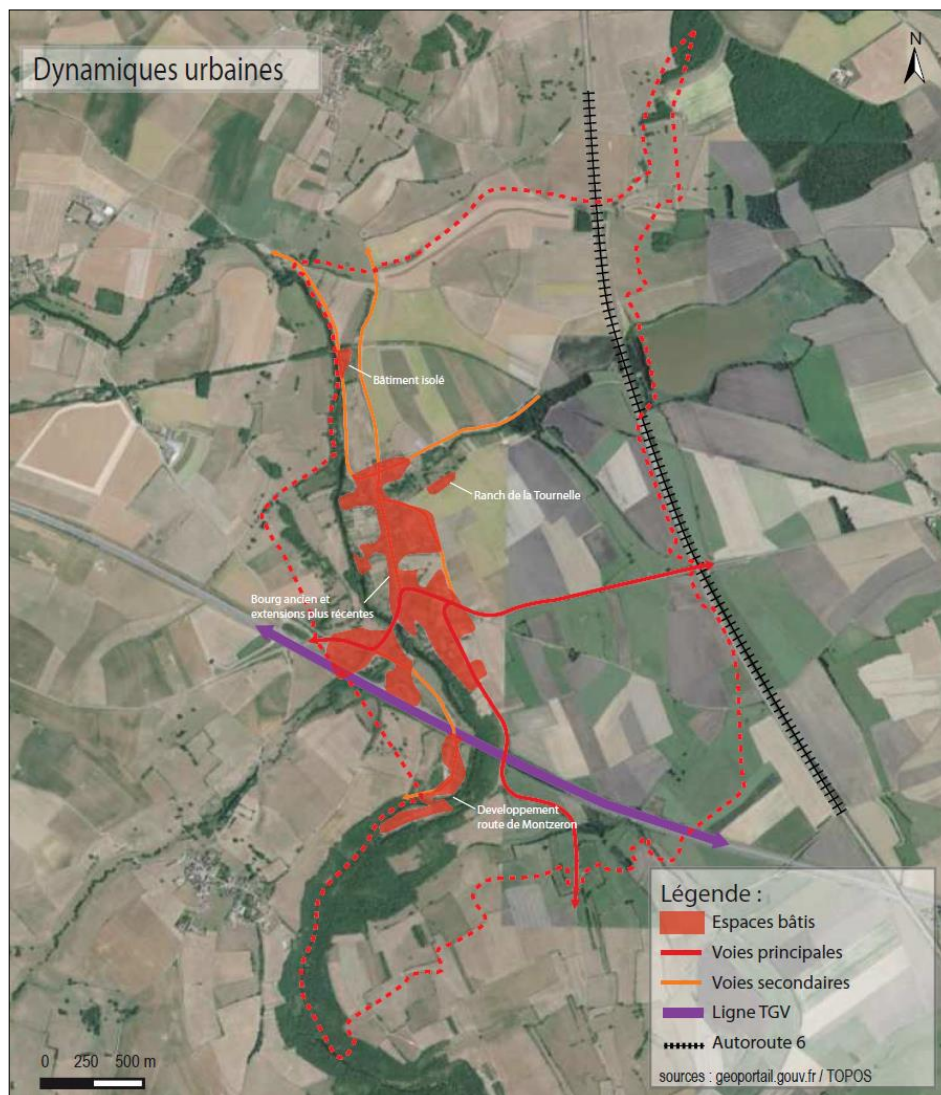 Dynamiques urbaines
N
Bâtiment isolé
Ranch de la Tournelle
Bourg ancien et
extensions plus récentes
Developpement
route de Montzeron
Légende :
Espaces bâtis
Voies principales
Voies secondaires
Ligne TGV
Autoroute 6
sources : geoportail.gouv.fr / TOPOS
0 250 500 m